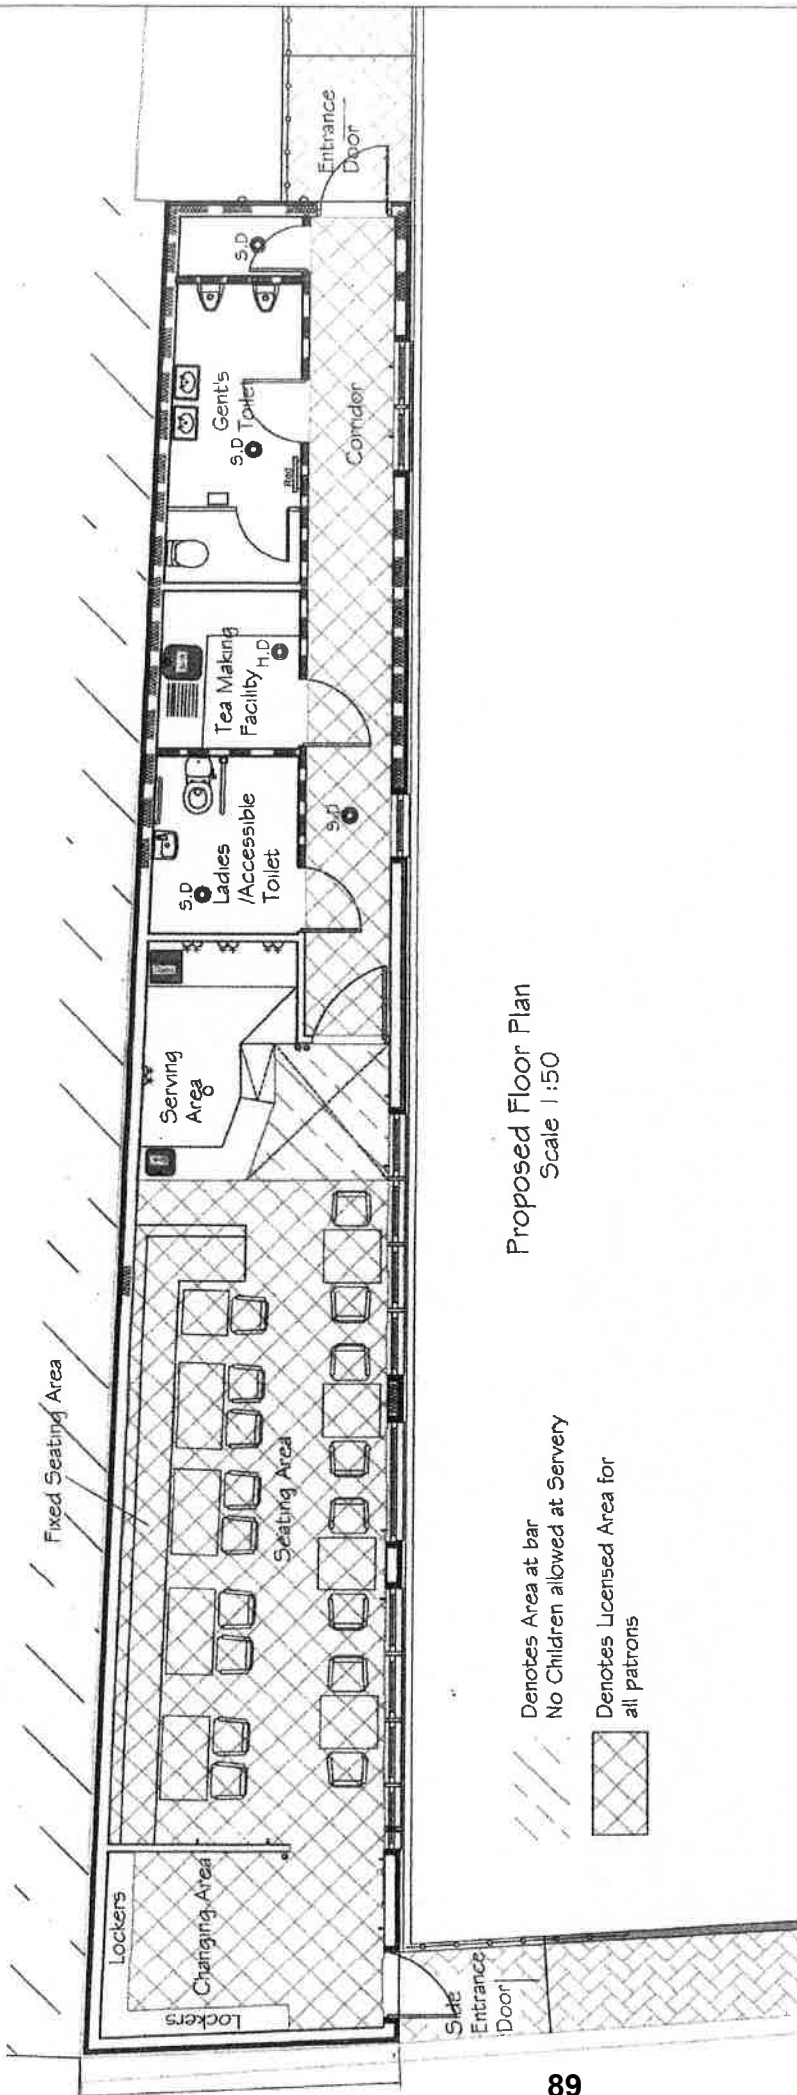 Entrance
Door
S.D
Gent's
Toilet
S.D
Rad
Corridor
Tea Making
Facility
H.D
S.D
Ladies
/Accessible
Toilet
S.D
Serving
Area
Fixed Seating Area
Seating Area
Lockers
Changing Area
Lockers
Side
Entrance
Door
Proposed Floor Plan
Scale 1:50
Denotes Area at bar
No Children allowed at Servery
Denotes Licensed Area for
all patrons
89